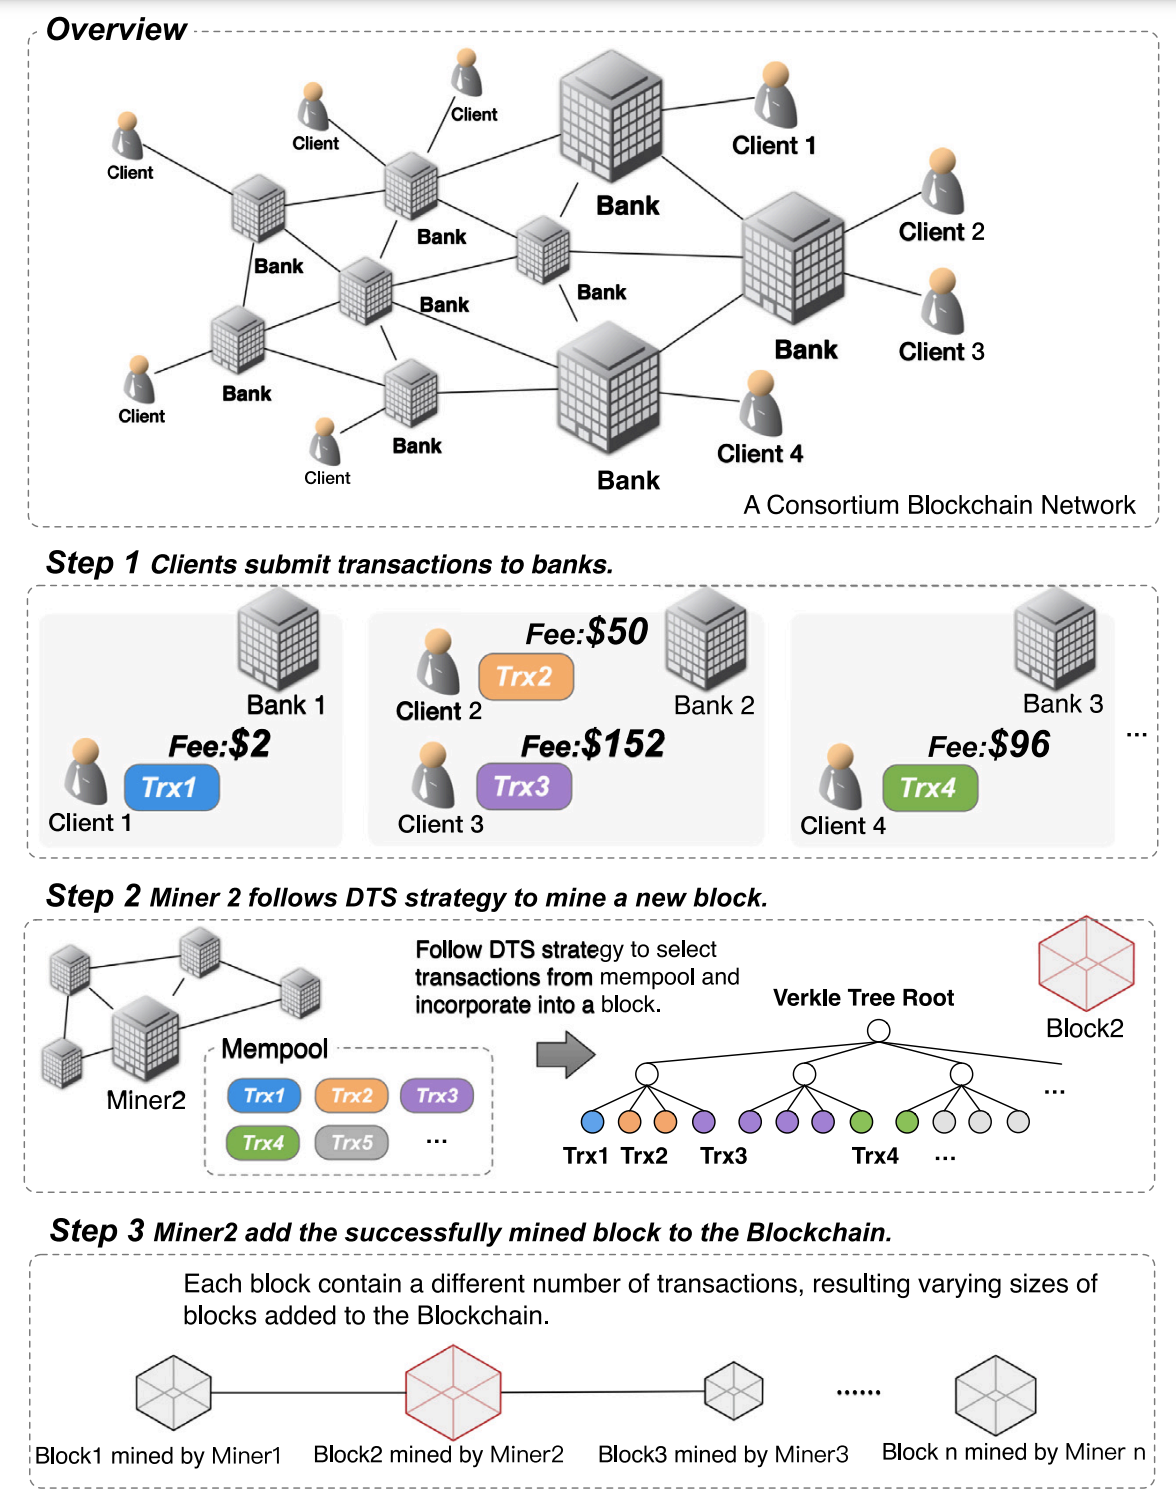 Overview
Client
Client
Client
Client 1
Bank
Client 2
Bank
Bank
Bank
Bank
Client 3
Bank
Bank
Client
Bank
Client 4
Client
Bank
Bank
A Consortium Blockchain Network
Step 1 Clients submit transactions to banks.
Bank 1
Fee:$2
Trx1
Client 1
Fee:$50
Trx2
Client 2
Bank 2
Fee:$152
Trx3
Client 3
Bank 3
Fee:$96
Trx4
Client 4
...
Step 2 Miner 2 follows DTS strategy to mine a new block.
Miner2
Mempool
Trx1 Trx2 Trx3
Trx4 Trx5 ...
Follow DTS strategy to select
transactions from mempool and
incorporate into a block.
Verkle Tree Root
Block2
...
Trx1 Trx2 Trx3 Trx4 ...
Step 3 Miner2 add the successfully mined block to the Blockchain.
Each block contain a different number of transactions, resulting varying sizes of
blocks added to the Blockchain.
......
Block1 mined by Miner1 Block2 mined by Miner2 Block3 mined by Miner3 Block n mined by Miner n